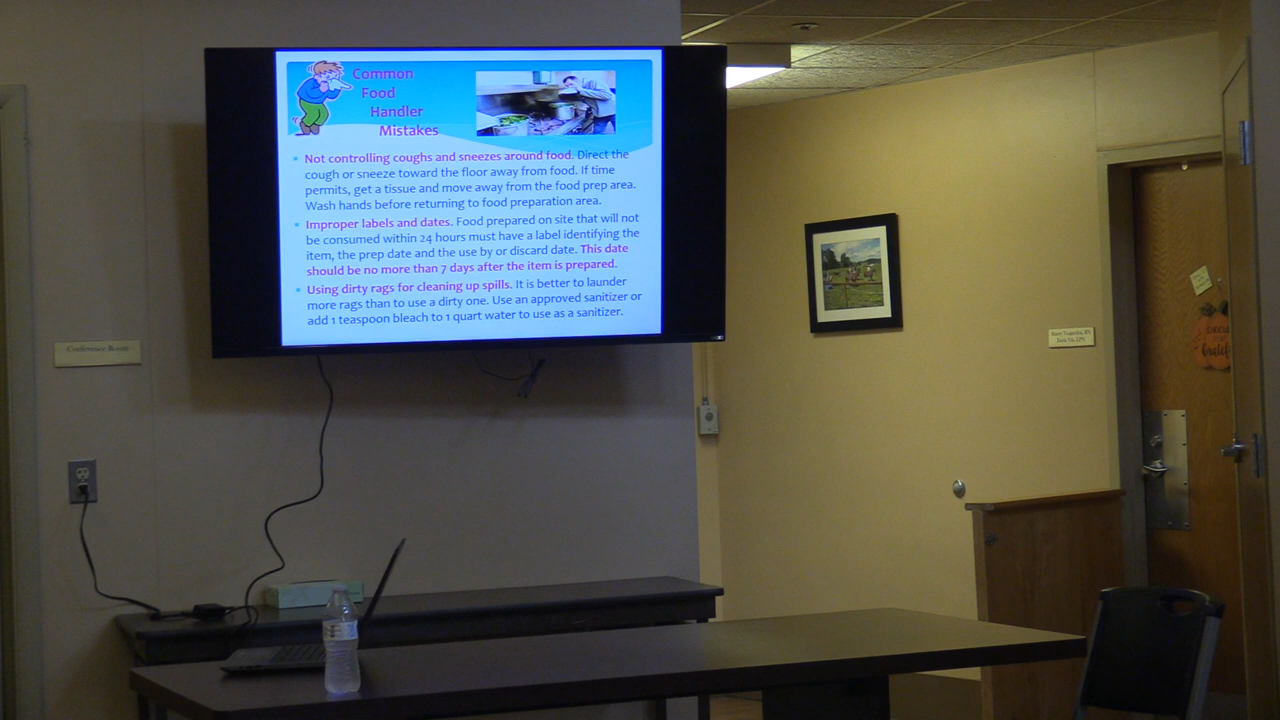 Common
Food
Handler
Mistakes
Not controlling coughs and sneezes around food. Direct the
cough or sneeze toward the floor away from food. If time
permits, get a tissue and move away from the food prep area.
Wash hands before returning to food preparation area.
Improper labels and dates. Food prepared on site that will not
be consumed within 24 hours must have a label identifying the
item, the prep date and the use by or discard date. This date
should be no more than 7 days after the item is prepared.
Using dirty rags for cleaning up spills. It is better to launder
more rags than to use a dirty one. Use an approved sanitizer or
add 1 teaspoon bleach to 1 quart water to use as a sanitizer.
Conference Room